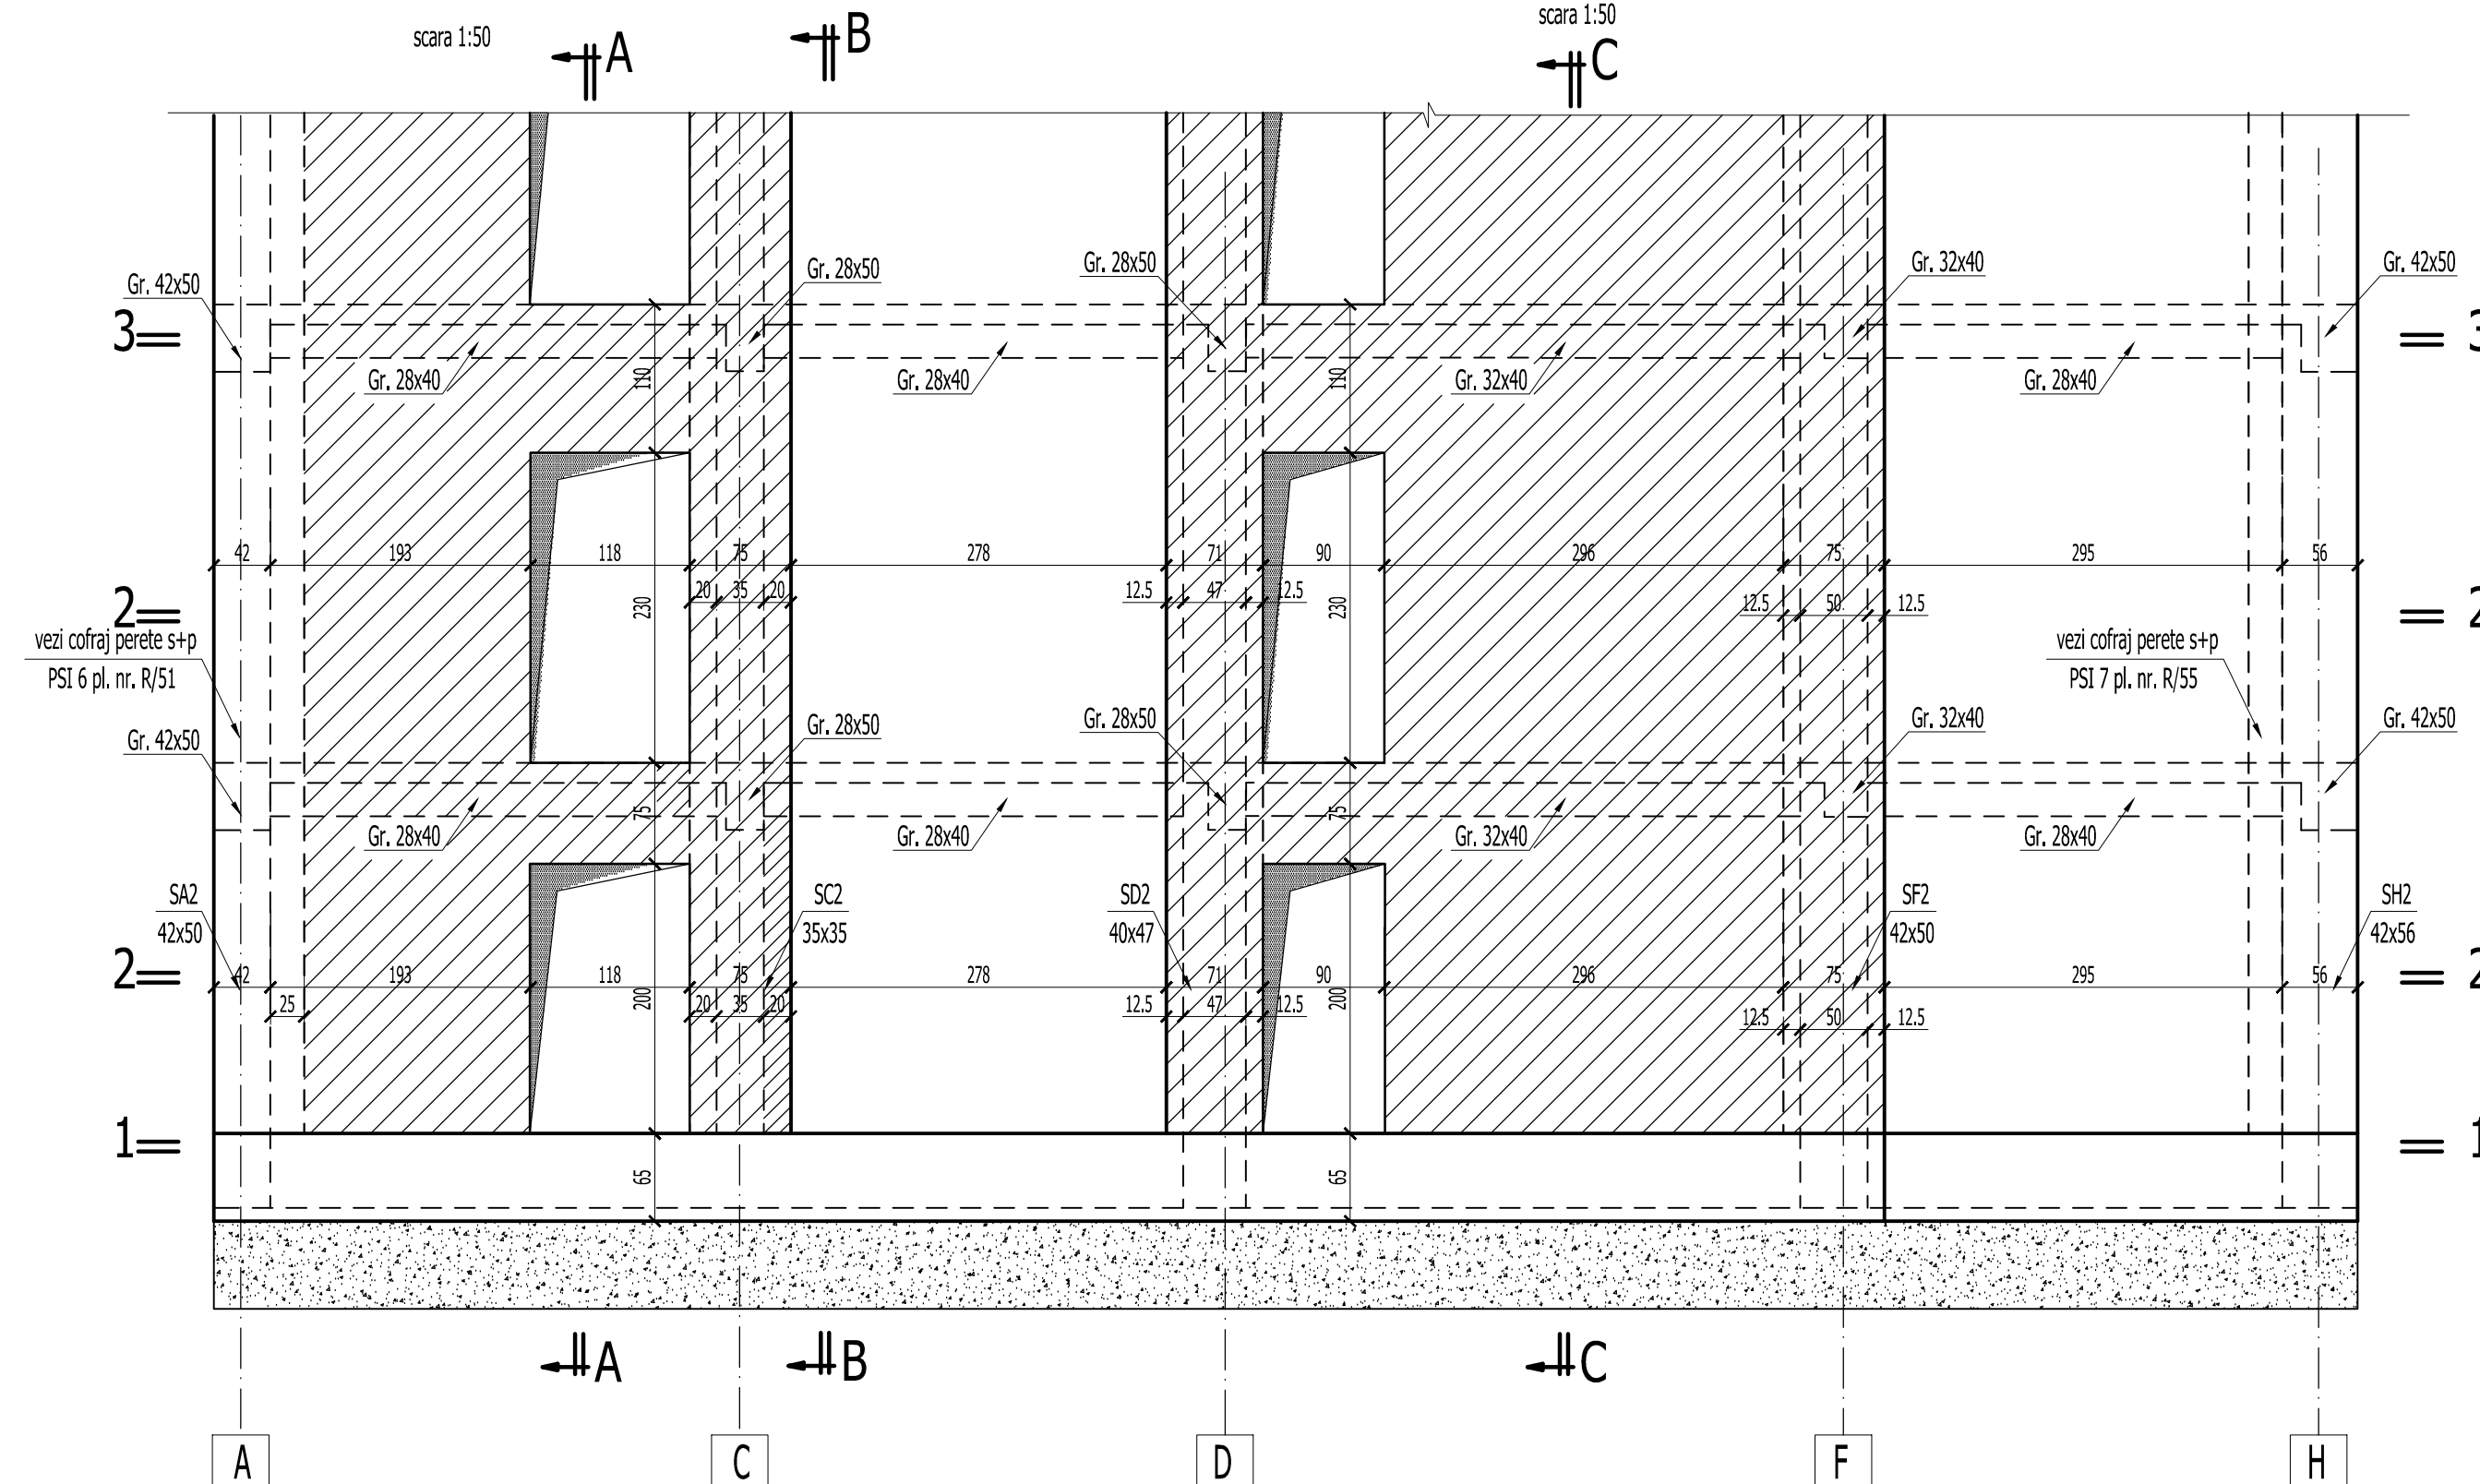 scara 1:50
scara 1:50
A
B
C
Gr. 42x50
Gr. 28x50
Gr. 28x50
Gr. 32x40
Gr. 42x50
3
3
Gr. 28x40
110
Gr. 28x40
110
Gr. 32x40
Gr. 28x40
42
193
118
75
278
71
90
296
75
295
56
20
35
20
12.5
47
12.5
12.5
50
12.5
230
230
2
2
vezi cofraj perete s+p
PSI 6 pl. nr. R/51
vezi cofraj perete s+p
PSI 7 pl. nr. R/55
Gr. 42x50
Gr. 28x50
Gr. 28x50
Gr. 32x40
Gr. 42x50
Gr. 28x40
75
Gr. 28x40
75
Gr. 32x40
Gr. 28x40
SA2
42x50
SC2
35x35
SD2
40x47
SF2
42x50
SH2
42x56
2
2
42
193
118
75
278
71
90
296
75
295
56
25
20
35
20
12.5
47
12.5
12.5
50
12.5
200
200
1
1
65
65
A
B
C
A
C
D
F
H